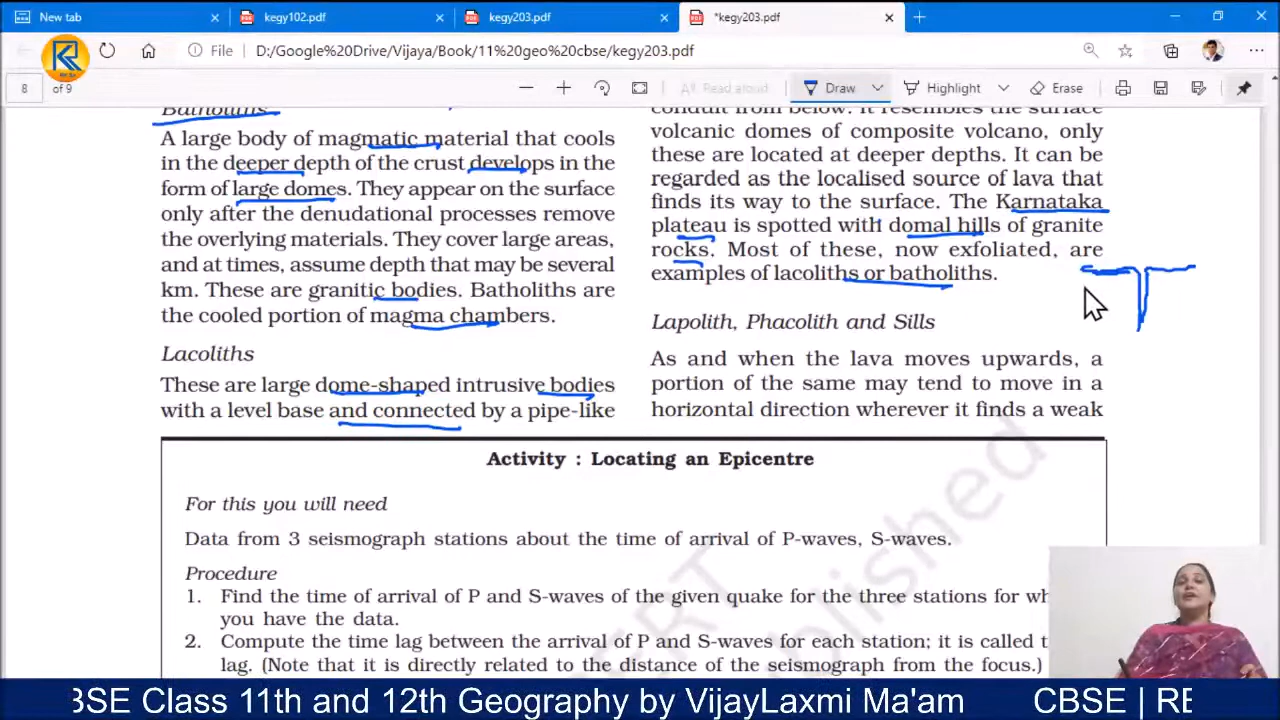 New tab
kegy102.pdf
kegy203.pdf
*kegy203.pdf
File
D:/Google%20Drive/Vijaya/Book/11%20geo%20cbse/kegy203.pdf
8 of 9
Read aloud
Draw
Highlight
Erase
Batholiths
A large body of magmatic material that cools
in the deeper depth of the crust develops in the
form of large domes. They appear on the surface
only after the denudational processes remove
the overlying materials. They cover large areas,
and at times, assume depth that may be several
km. These are granitic bodies. Batholiths are
the cooled portion of magma chambers.
Lacoliths
These are large dome-shaped intrusive bodies
with a level base and connected by a pipe-like
conduit from below. It resembles the surface
volcanic domes of composite volcano, only
these are located at deeper depths. It can be
regarded as the localised source of lava that
finds its way to the surface. The Karnataka
plateau is spotted with domal hills of granite
rocks. Most of these, now exfoliated, are
examples of lacoliths or batholiths.
Lapolith, Phacolith and Sills
As and when the lava moves upwards, a
portion of the same may tend to move in a
horizontal direction wherever it finds a weak
Activity : Locating an Epicentre
For this you will need
Data from 3 seismograph stations about the time of arrival of P-waves, S-waves.
Procedure
1. Find the time of arrival of P and S-waves of the given quake for the three stations for wh
you have the data.
2. Compute the time lag between the arrival of P and S-waves for each station; it is called t
lag. (Note that it is directly related to the distance of the seismograph from the focus.)
BSE Class 11th and 12th Geography by VijayLaxmi Ma'am CBSE | RE